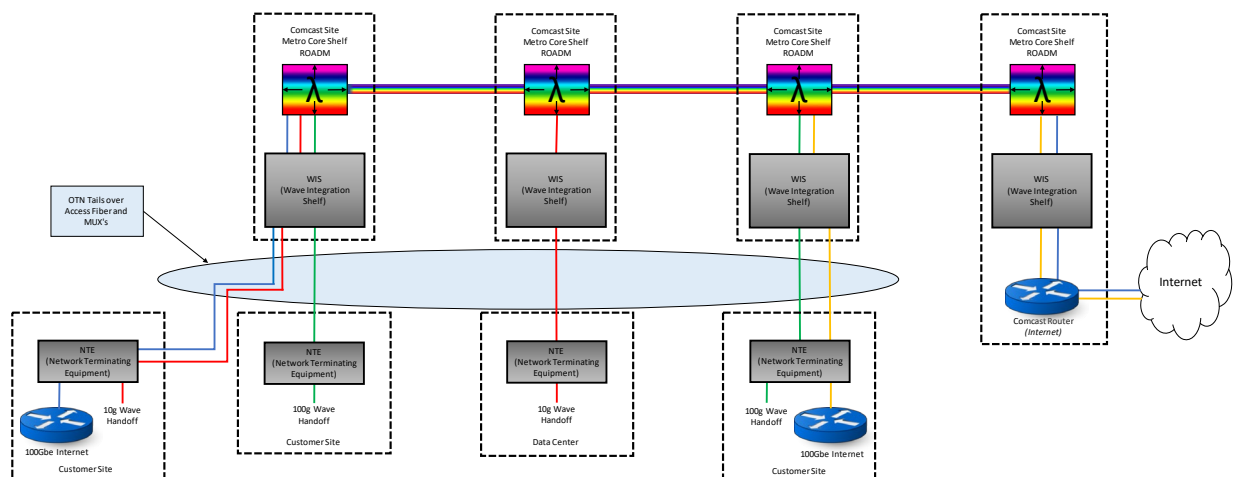 Comcast Site
Metro Core Shelf
ROADM
Comcast Site
Metro Core Shelf
ROADM
Comcast Site
Metro Core Shelf
ROADM
Comcast Site
Metro Core Shelf
ROADM
λ
λ
λ
λ
WIS
(Wave Integration
Shelf)
WIS
(Wave Integration
Shelf)
WIS
(Wave Integration
Shelf)
WIS
(Wave Integration
Shelf)
OTN Tails over
Access Fiber and
MUX's
Internet
Comcast Router
(Internet)
NTE
(Network Terminating
Equipment)
10g Wave
Handoff
100Gbe Internet
Customer Site
NTE
(Network Terminating
Equipment)
100g Wave
Handoff
Customer Site
NTE
(Network Terminating
Equipment)
10g Wave
Handoff
Data Center
NTE
(Network Terminating
Equipment)
100g Wave
Handoff
100Gbe Internet
Customer Site